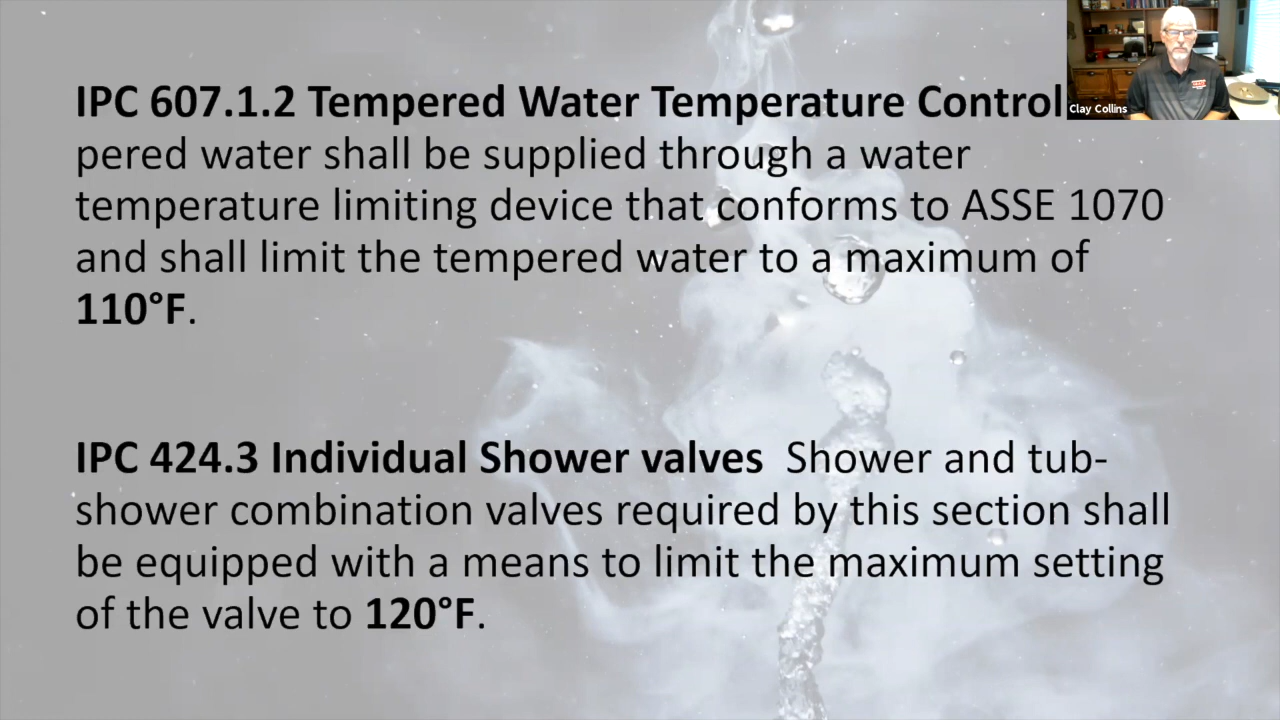 IPC 607.1.2 Tempered Water Temperature Control
pered water shall be supplied through a water
temperature limiting device that conforms to ASSE 1070
and shall limit the tempered water to a maximum of
110°F.
IPC 424.3 Individual Shower valves Shower and tub-
shower combination valves required by this section shall
be equipped with a means to limit the maximum setting
of the valve to 120°F.
Clay Collins